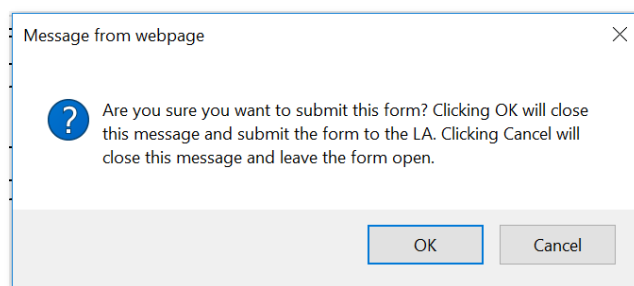 Message from webpage
Are you sure you want to submit this form? Clicking OK will close
this message and submit the form to the LA. Clicking Cancel will
close this message and leave the form open.
OK
Cancel